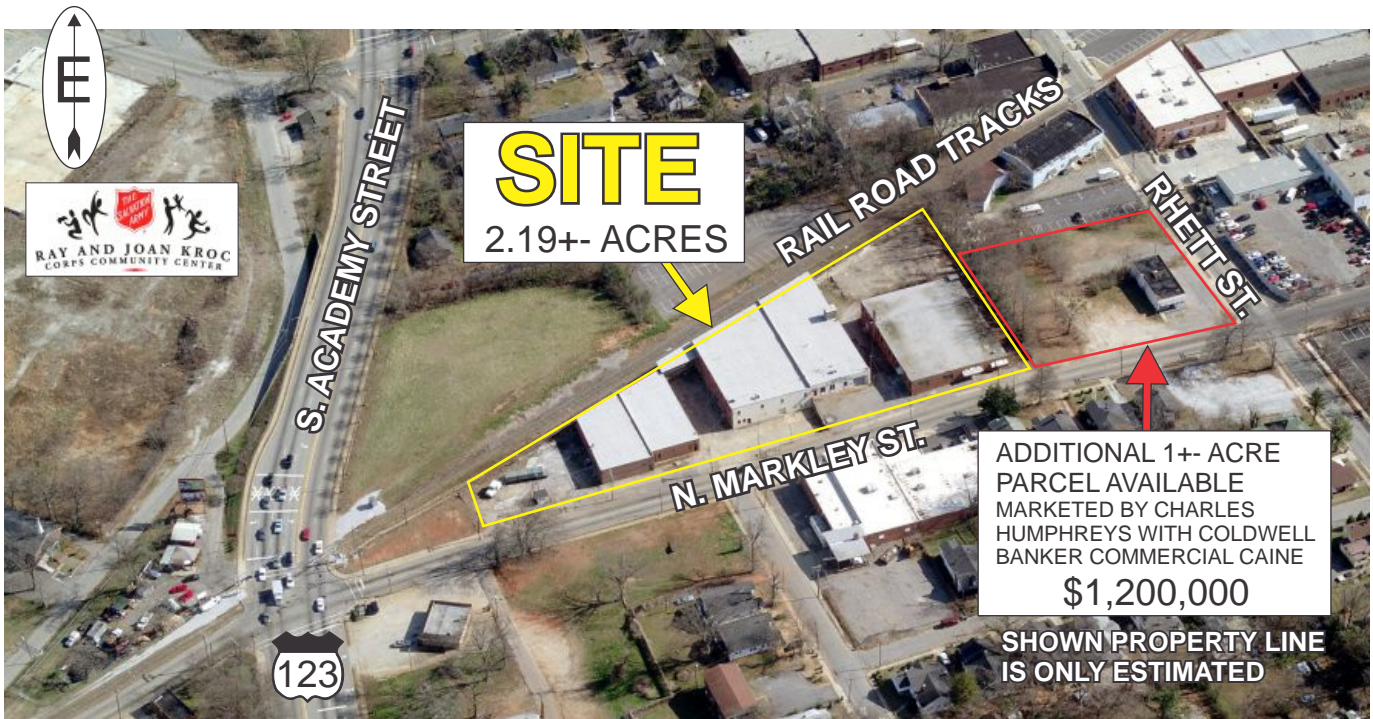 E
THE
SALVATION
ARMY
RAY AND JOAN KROC
CORPS COMMUNITY CENTER
S. ACADEMY STREET
SITE
2.19+- ACRES
RAIL ROAD TRACKS
RHETT ST.
N. MARKLEY ST.
ADDITIONAL 1+- ACRE
PARCEL AVAILABLE
MARKETED BY CHARLES
HUMPHREYS WITH COLDWELL
BANKER COMMERCIAL CAINE
$1,200,000
SHOWN PROPERTY LINE
IS ONLY ESTIMATED
123